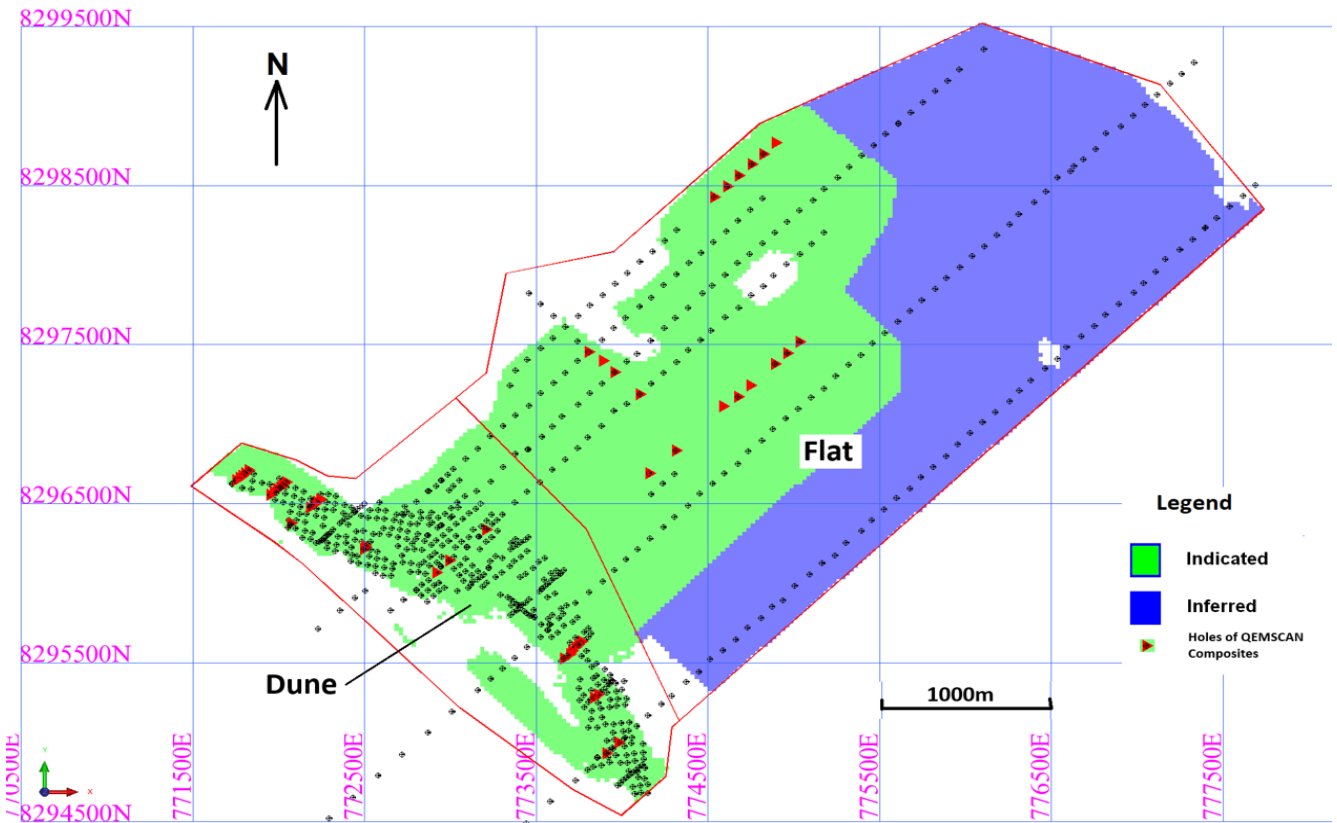 8299500N
N
8298500N
8297500N
Flat
8296500N
Legend
Indicated
Inferred
Holes of QEMSCAN
Composites
8295500N
Dune
1000m
770500E
771500E
772500E
773500E
774500E
775500E
776500E
777500E
Y
X
8294500N